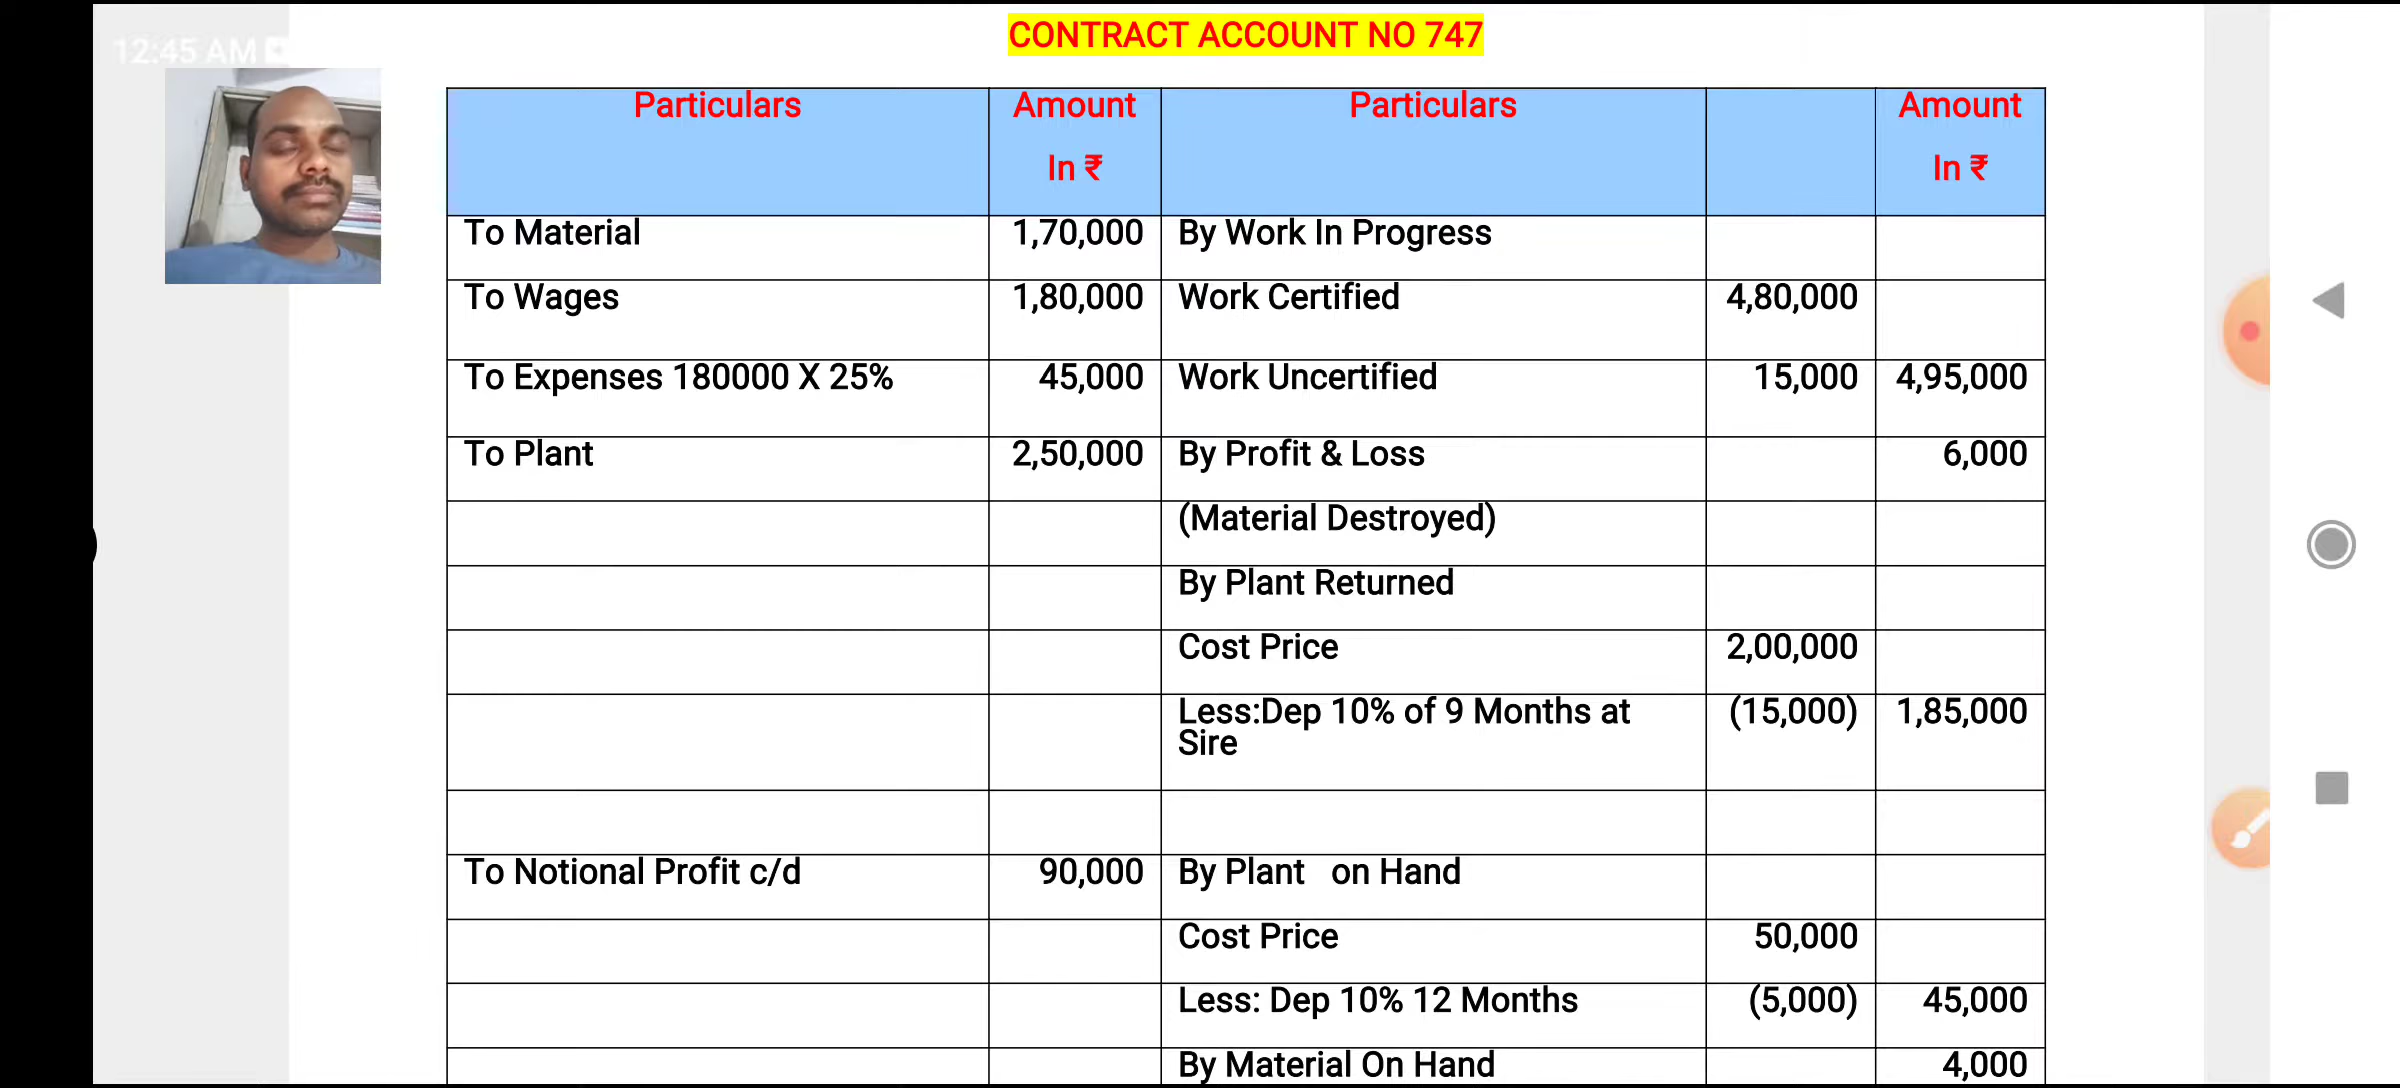 12:45 AM
CONTRACT ACCOUNT NO 747
Particulars Amount In ₹ Particulars Amount In ₹
To Material 1,70,000 By Work In Progress
To Wages 1,80,000 Work Certified 4,80,000
To Expenses 180000 X 25% 45,000 Work Uncertified 15,000 4,95,000
To Plant 2,50,000 By Profit & Loss 6,000
(Material Destroyed)
By Plant Returned
Cost Price 2,00,000
Less:Dep 10% of 9 Months at (15,000) 1,85,000
Sire
To Notional Profit c/d 90,000 By Plant on Hand
Cost Price 50,000
Less: Dep 10% 12 Months (5,000) 45,000
By Material On Hand 4,000